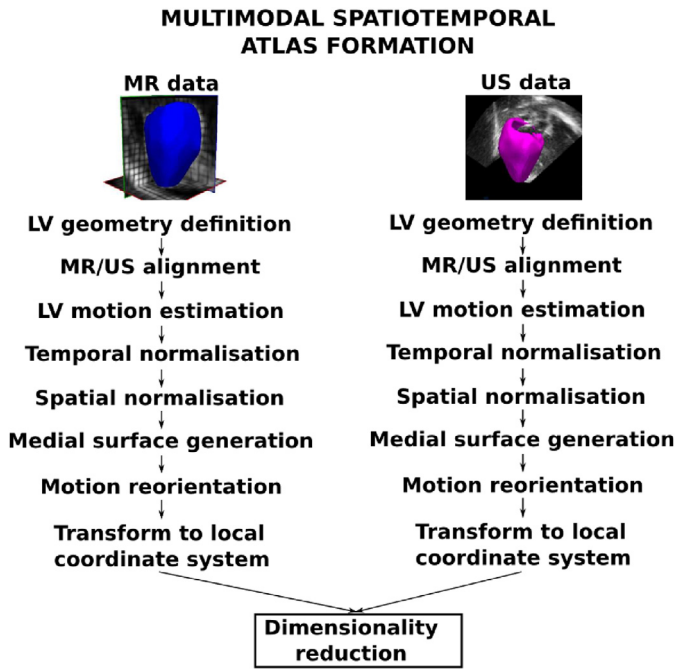 MULTIMODAL SPATIOTEMPORAL
ATLAS FORMATION
MR data
LV geometry definition
MR/US alignment
LV motion estimation
Temporal normalisation
Spatial normalisation
Medial surface generation
Motion reorientation
Transform to local
coordinate system
US data
LV geometry definition
MR/US alignment
LV motion estimation
Temporal normalisation
Spatial normalisation
Medial surface generation
Motion reorientation
Transform to local
coordinate system
Dimensionality
reduction